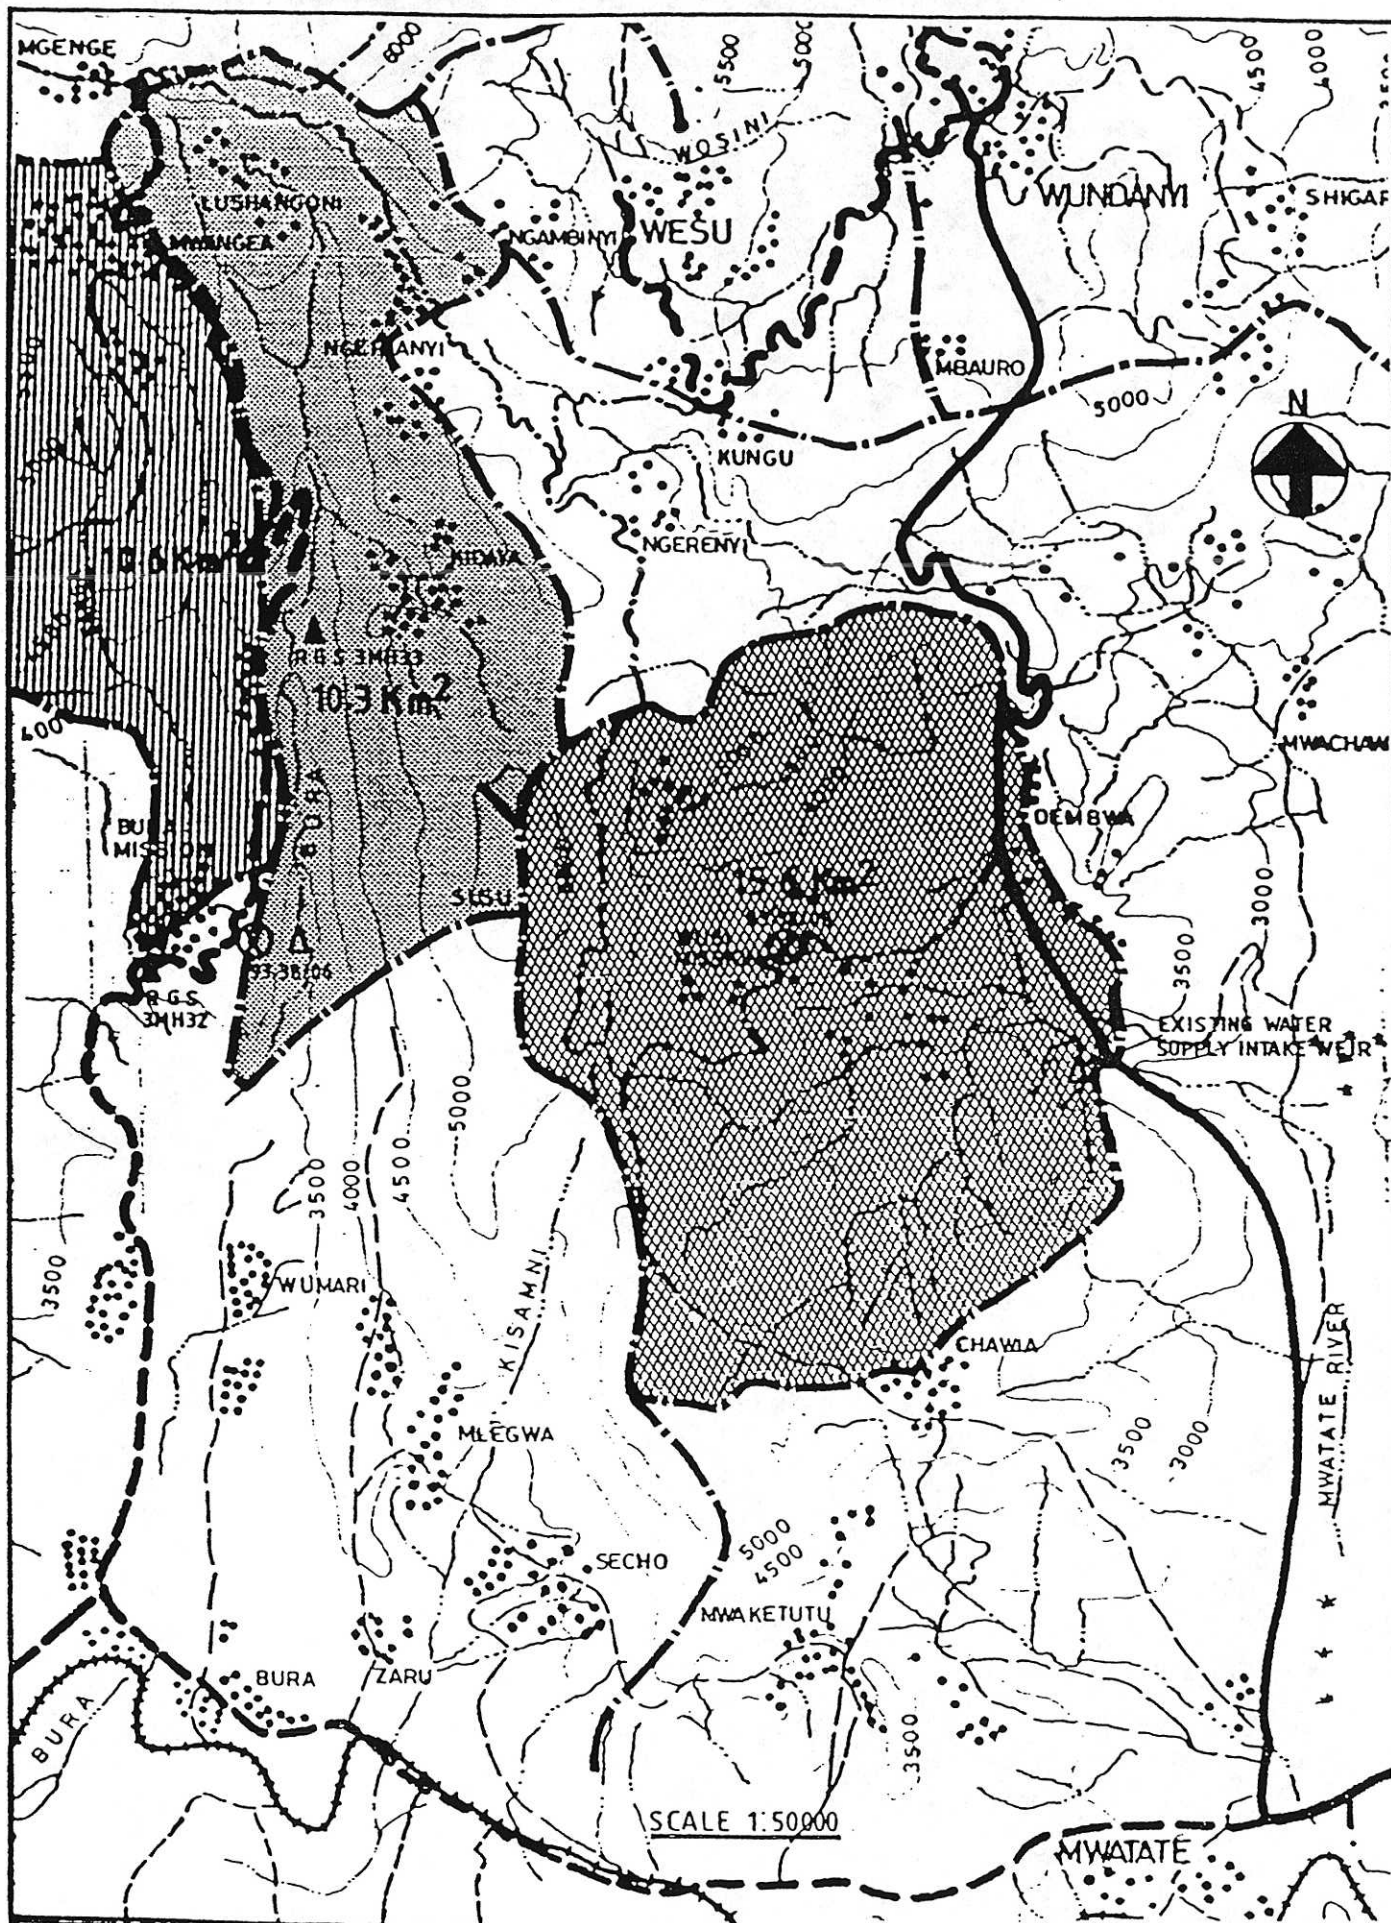 MGENGE
6000
5500
5000
4500
4000
WOSINI
LUSHANGONI
MWANGEA
NGAMBINYI
WESU
WUNDANYI
MBAURO
5000
N
KUNGU
NGERENYI
KIDAYA
R G S 3MH33
10.3 Km²
BURA
MWACHAW
DEMBWA
BURA
MISSION
SUSU
3000
3500
R G S
3MH32
EXISTING WATER
SUPPLY INTAKE WEIR
5000
4500
4000
3500
3500
WUMARI
KISAMNI
CHAWIA
MWATATE RIVER
MLEGWA
3500
3000
SECHO
5000
4500
MWAKETUTU
BURA
ZARU
BURA
3500
SCALE 1:50000
MWATATE